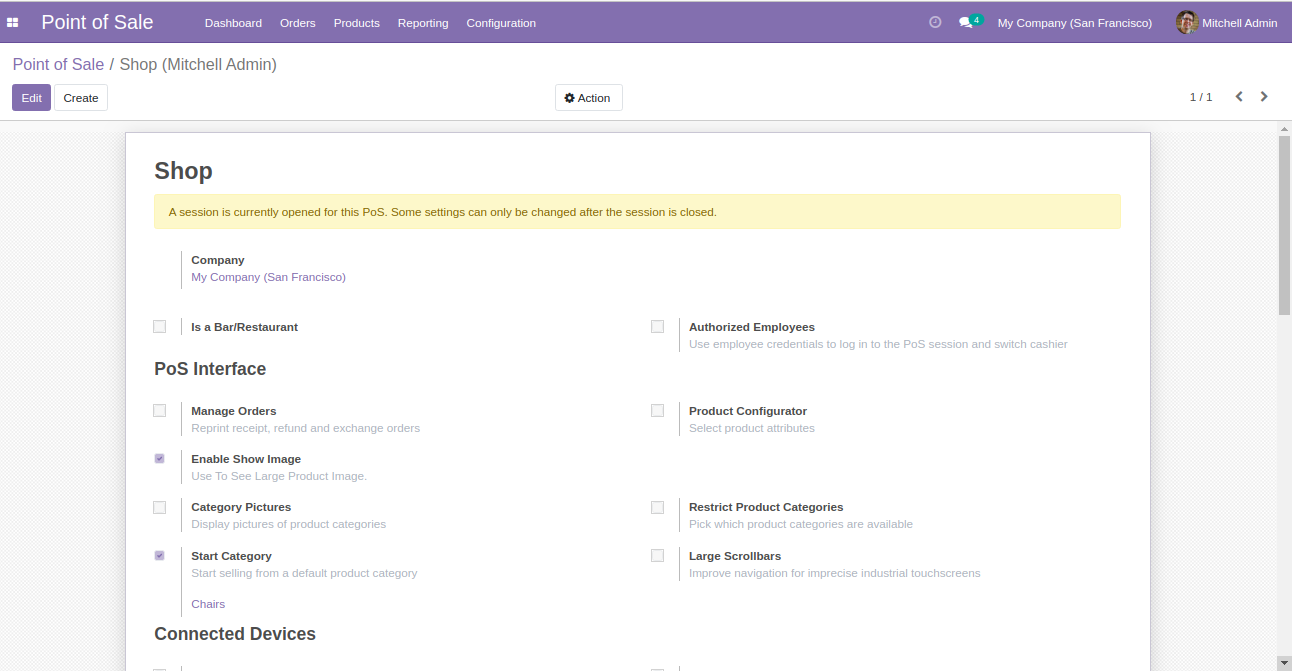 Point of Sale Dashboard Orders Products Reporting Configuration 4 My Company (San Francisco) Mitchell Admin
Point of Sale / Shop (Mitchell Admin)
Edit Create Action 1 / 1
Shop
A session is currently opened for this PoS. Some settings can only be changed after the session is closed.
Company
My Company (San Francisco)
Is a Bar/Restaurant
Authorized Employees
Use employee credentials to log in to the PoS session and switch cashier
PoS Interface
Manage Orders
Reprint receipt, refund and exchange orders
Product Configurator
Select product attributes
Enable Show Image
Use To See Large Product Image.
Category Pictures
Display pictures of product categories
Restrict Product Categories
Pick which product categories are available
Start Category
Start selling from a default product category
Chairs
Large Scrollbars
Improve navigation for imprecise industrial touchscreens
Connected Devices